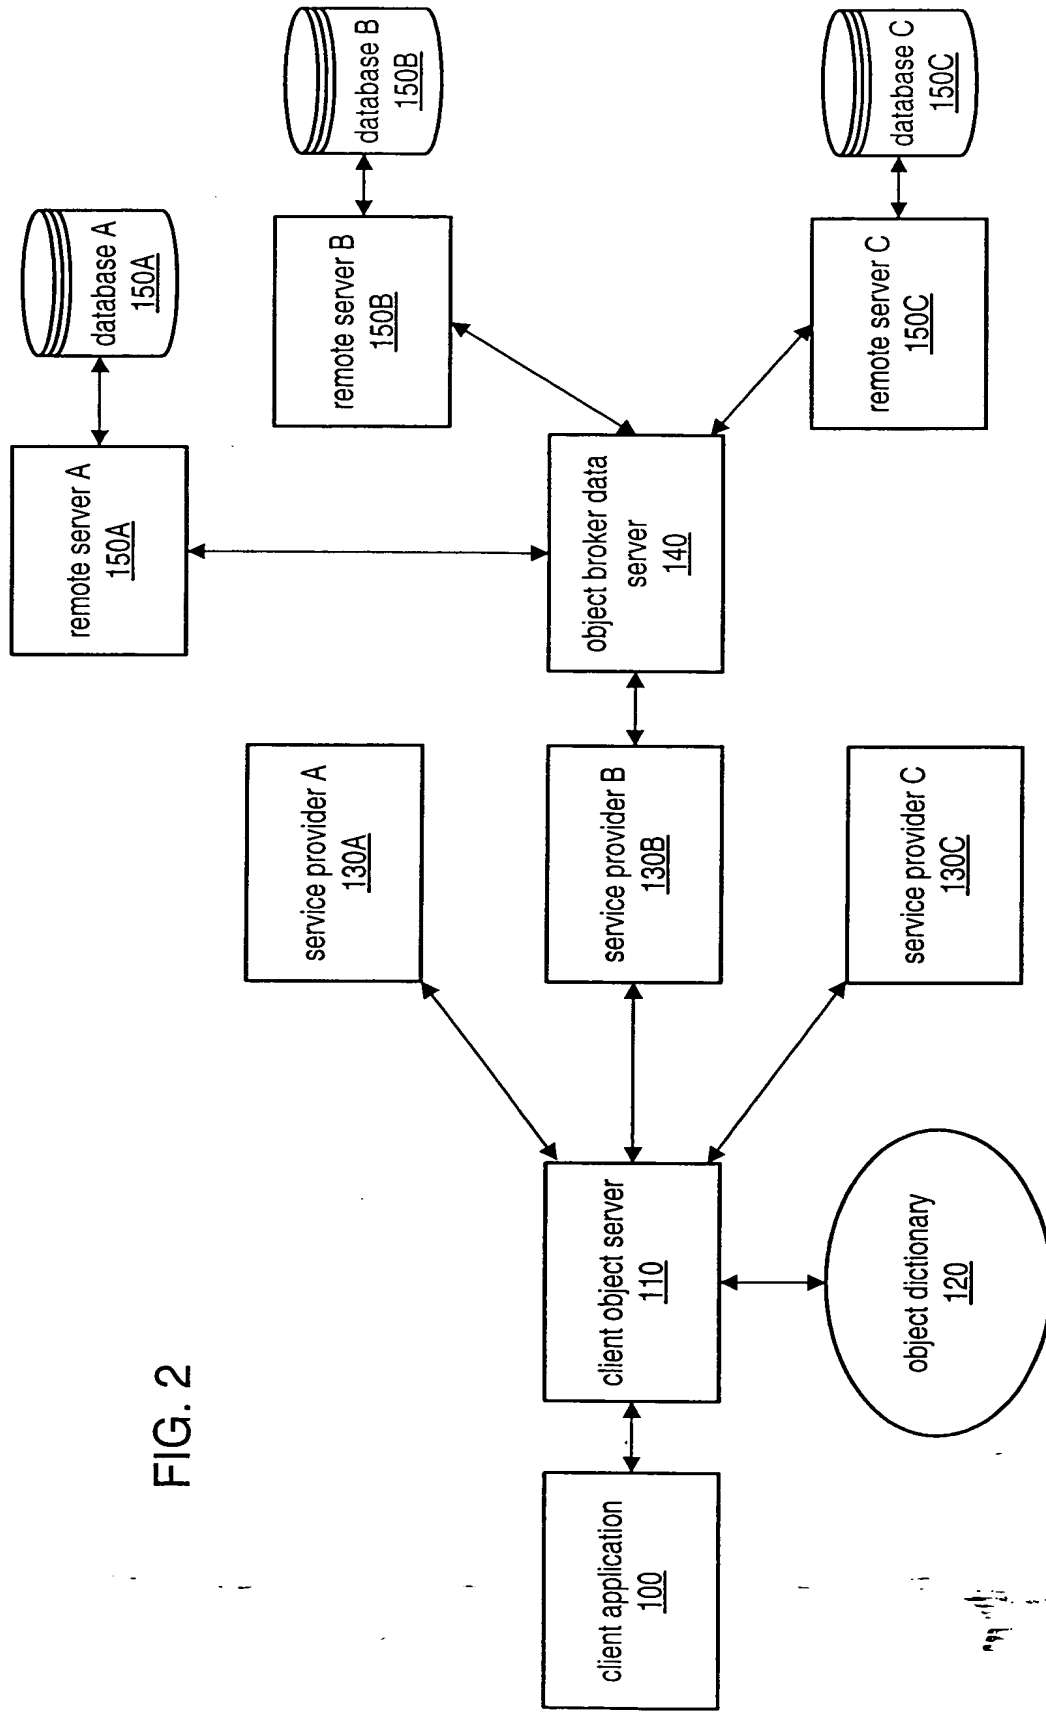 FIG. 2
client application
100
client object server
110
object dictionary
120
service provider A
130A
service provider B
130B
service provider C
130C
object broker data
server
140
remote server A
150A
database A
150A
remote server B
150B
database B
150B
remote server C
150C
database C
150C